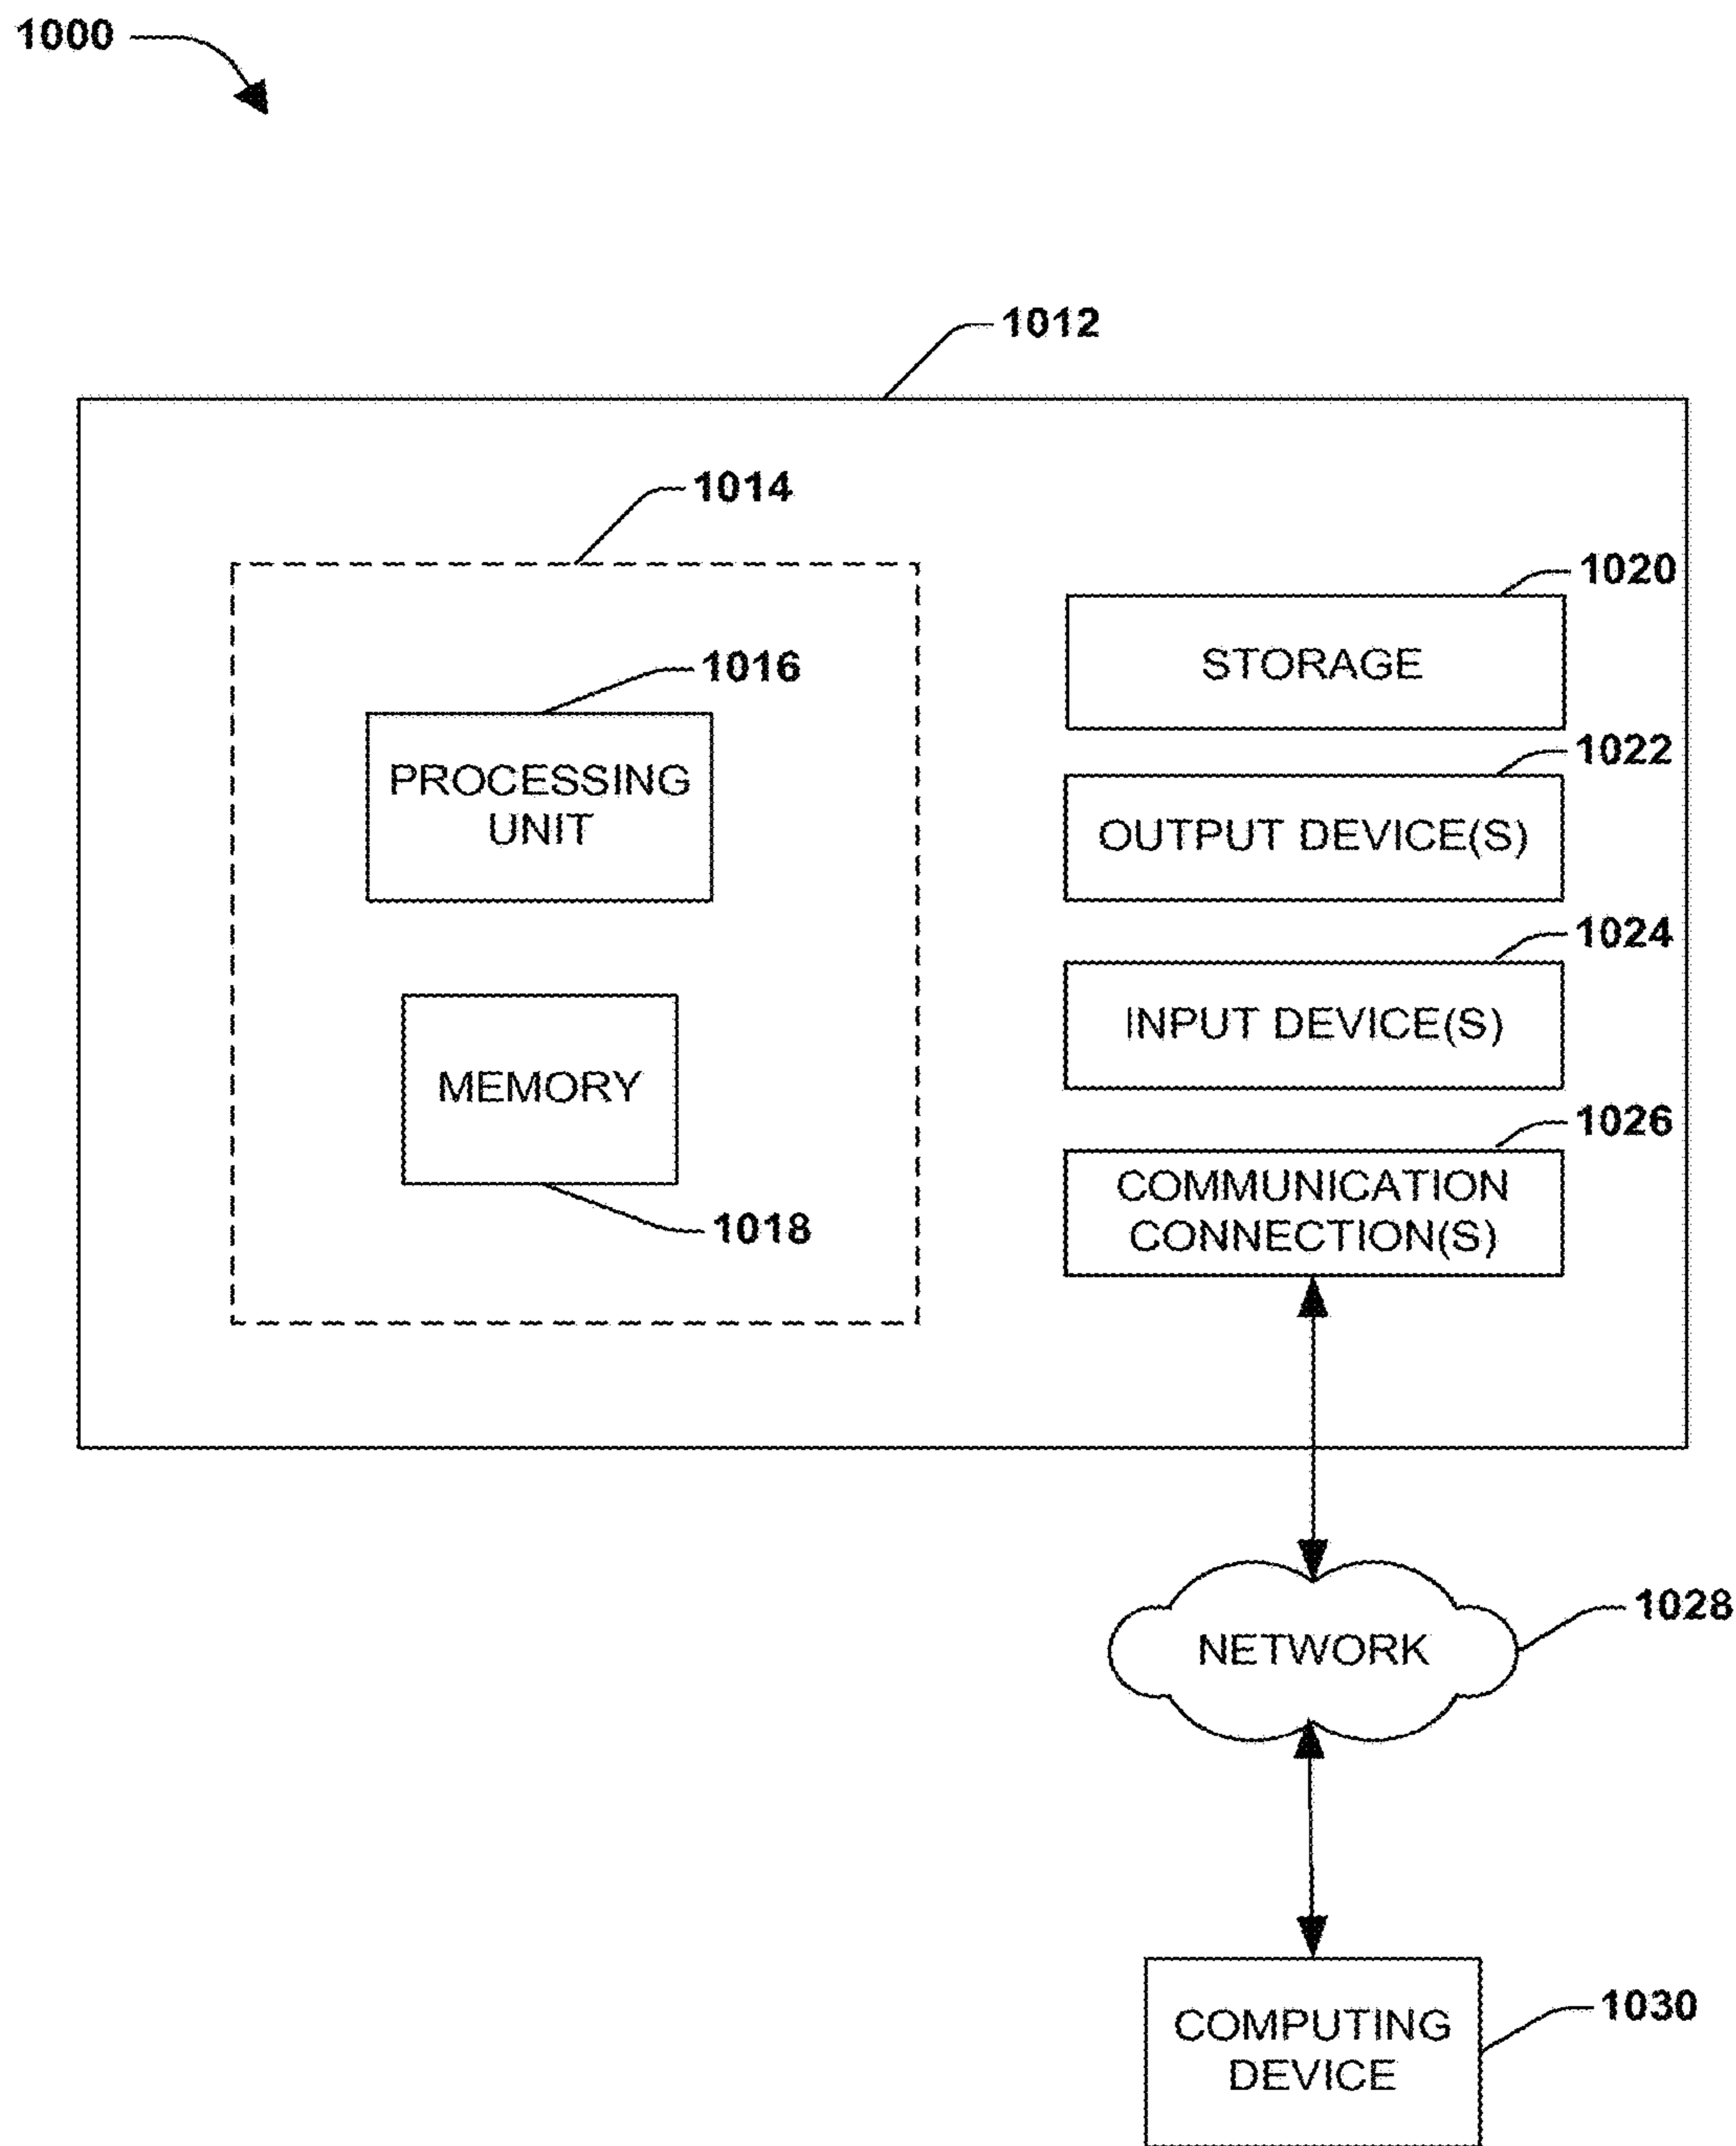 1000
1012
1014
1020
STORAGE
1016
PROCESSING
UNIT
1022
OUTPUT DEVICE(S)
1024
INPUT DEVICE(S)
MEMORY
1018
1026
COMMUNICATION
CONNECTION(S)
1028
NETWORK
1030
COMPUTING
DEVICE